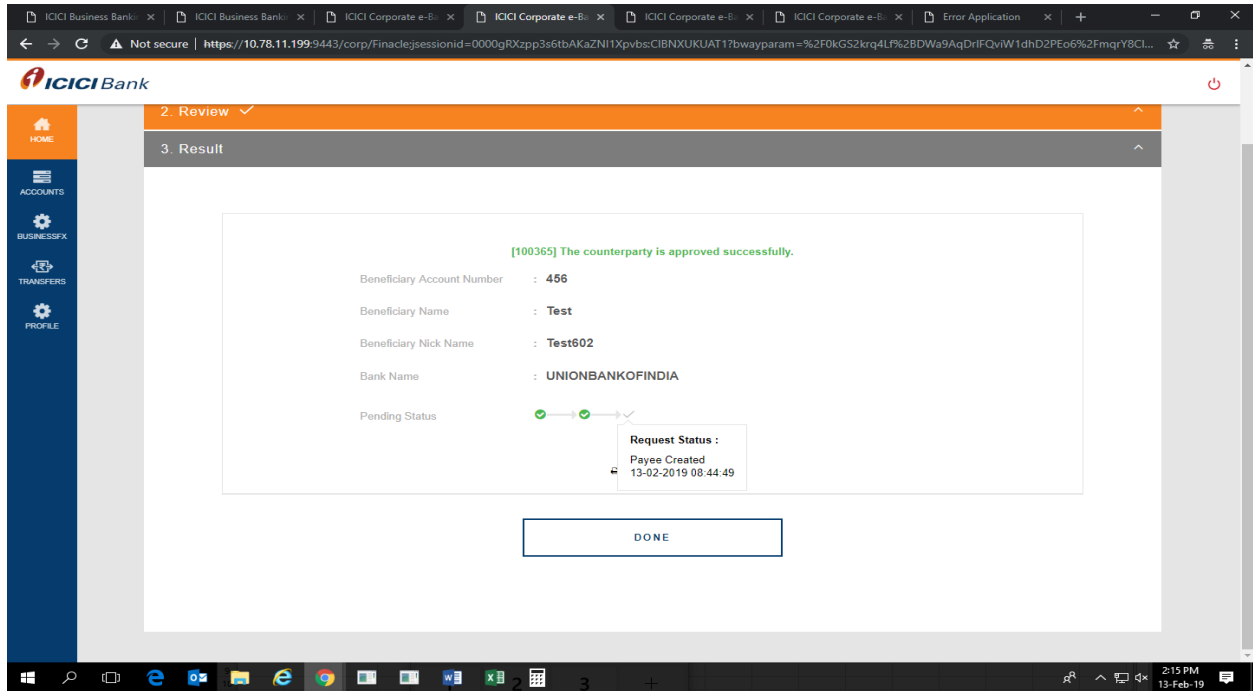 ICICI Business Bankin
ICICI Business Bankin
ICICI Corporate e-Ba
ICICI Corporate e-Ba
ICICI Corporate e-Ba
ICICI Corporate e-Ba
Error Application
Not secure | https://10.78.11.199:9443/corp/Finacle;jsessionid=0000gRXzpp3s6tbAKaZNI1Xpvbs:CIBNXUKUAT1?bwayparam=%2F0kGS2krq4Lf%2BDWa9AqDrIFQviW1dhD2PEo6%2FmqrY8Cl...
ICICI Bank
HOME
ACCOUNTS
BUSINESSFX
TRANSFERS
PROFILE
2. Review
3. Result
[100365] The counterparty is approved successfully.
Beneficiary Account Number : 456
Beneficiary Name : Test
Beneficiary Nick Name : Test602
Bank Name : UNIONBANKOFINDIA
Pending Status
Request Status :
Payee Created
13-02-2019 08:44:49
DONE
2 3
2:15 PM
13-Feb-19